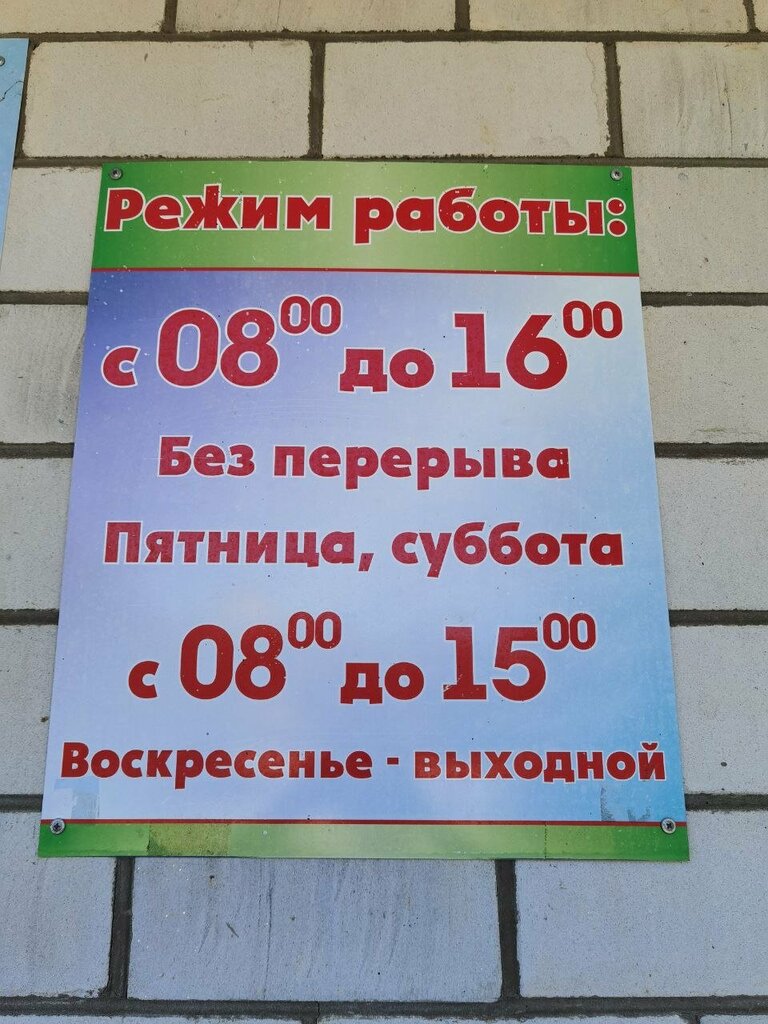 Режим работы:
с 08⁰⁰ до 16⁰⁰
Без перерыва
Пятница, суббота
с 08⁰⁰ до 15⁰⁰
Воскресенье - выходной